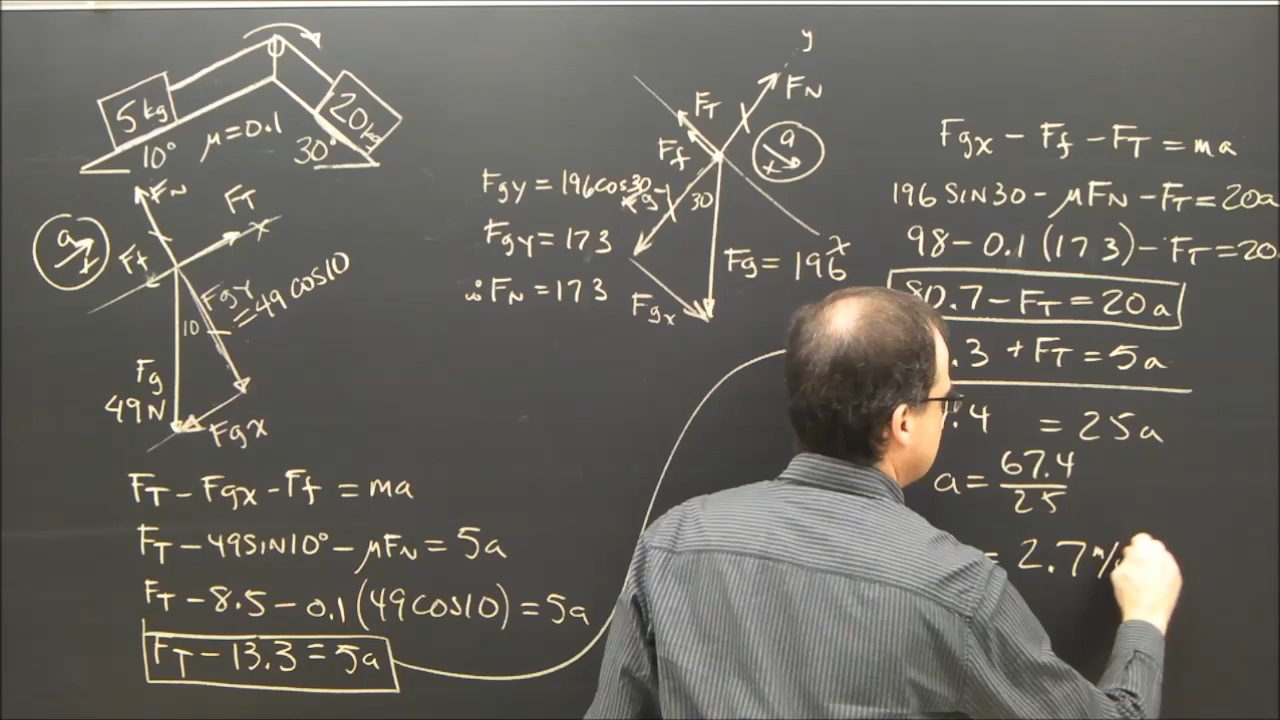 5kg
20kg
μ=0.1
10°
30°
FN
FT
x
a
Ff
Fgy
=49 cos10
10
Fg
49N
Fgx
FT - Fgx - Ff = ma
FT - 49SIN10° - μFN = 5a
FT - 8.5 - 0.1(49cos10) = 5a
FT - 13.3 = 5a
y
FN
FT
Ff
a
x
30
Fgy = 196cos30
Fgy = 173
∴ FN = 173
Fg = 196
x
Fgx
Fgx - Ff - FT = ma
196 SIN30 - μFN - FT = 20a
98 - 0.1(173) - FT = 20
80.7 - FT = 20a
.3 + FT = 5a
.4 = 25a
a = 67.4
25
= 2.7 m/